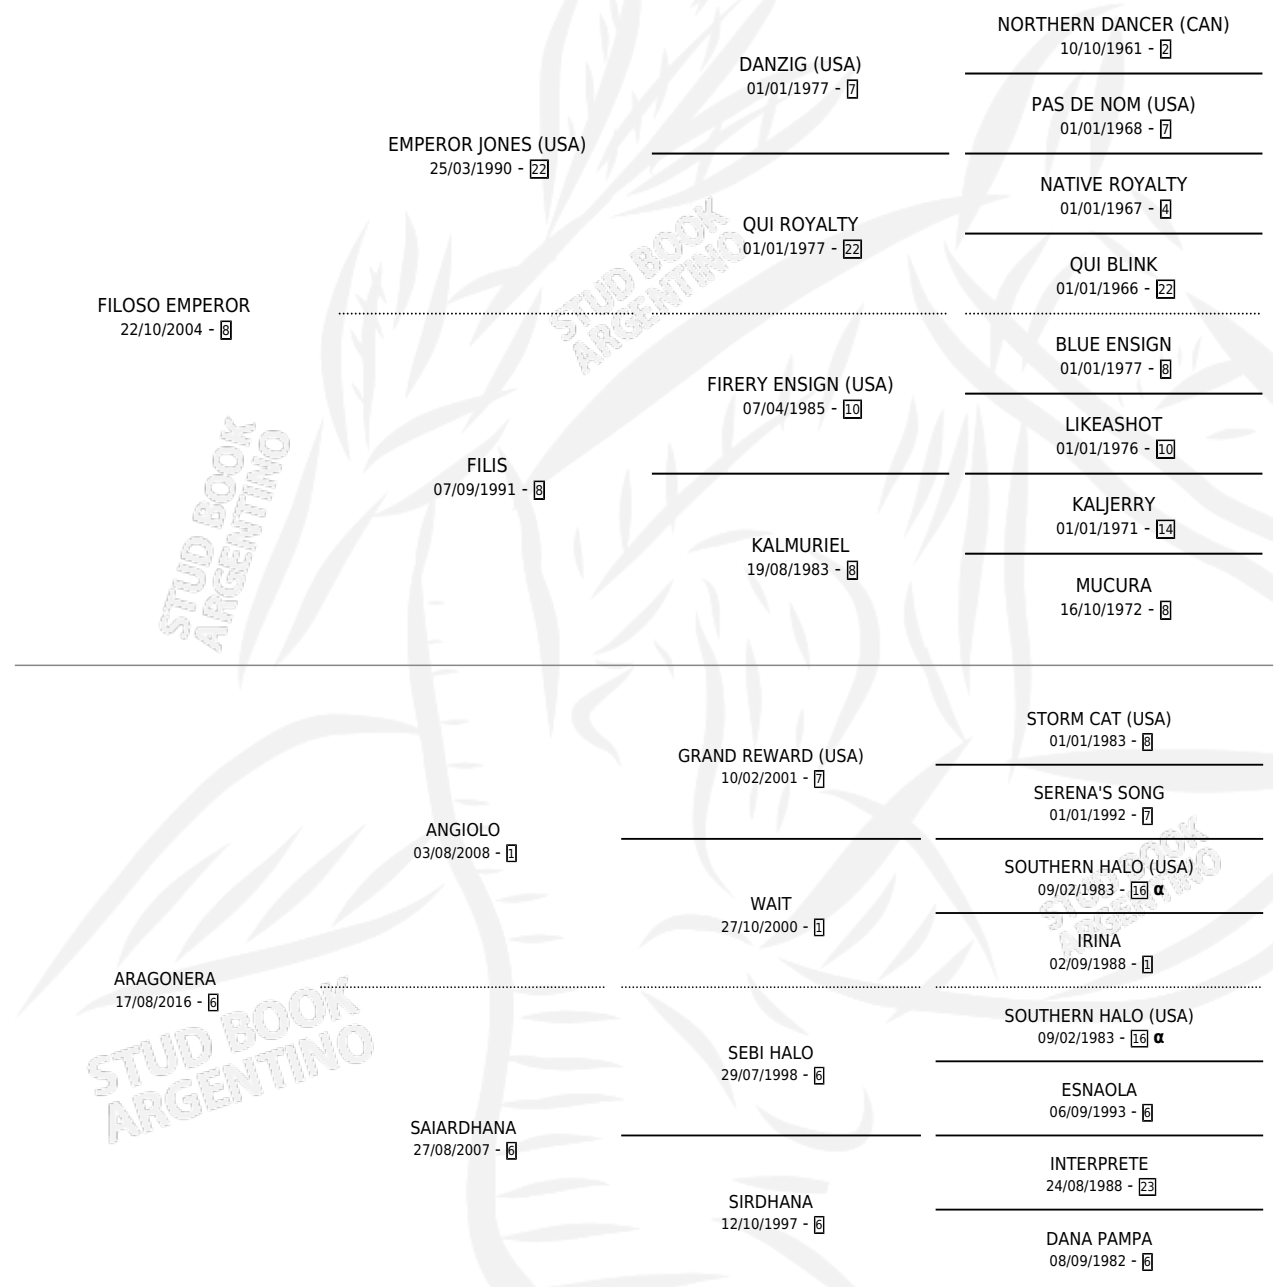 NORTHERN DANCER (CAN)
10/10/1961 - 2
DANZIG (USA)
01/01/1977 - 7
PAS DE NOM (USA)
01/01/1968 - 7
EMPEROR JONES (USA)
25/03/1990 - 22
NATIVE ROYALTY
01/01/1967 - 4
QUI ROYALTY
01/01/1977 - 22
QUI BLINK
01/01/1966 - 22
FILOSO EMPEROR
22/10/2004 - 8
BLUE ENSIGN
01/01/1977 - 8
FIRERY ENSIGN (USA)
07/04/1985 - 10
LIKEASHOT
01/01/1976 - 10
FILIS
07/09/1991 - 8
KALJERRY
01/01/1971 - 14
KALMURIEL
19/08/1983 - 8
MUCURA
16/10/1972 - 8
STUD BOOK
ARGENTINO
STUD BOOK
ARGENTINO
STORM CAT (USA)
01/01/1983 - 8
GRAND REWARD (USA)
10/02/2001 - 7
SERENA'S SONG
01/01/1992 - 7
ANGIOLO
03/08/2008 - 1
SOUTHERN HALO (USA)
09/02/1983 - 16 α
WAIT
27/10/2000 - 1
IRINA
02/09/1988 - 1
ARAGONERA
17/08/2016 - 6
SOUTHERN HALO (USA)
09/02/1983 - 16 α
SEBI HALO
29/07/1998 - 6
ESNAOLA
06/09/1993 - 6
SAIARDHANA
27/08/2007 - 6
INTERPRETE
24/08/1988 - 23
SIRDHANA
12/10/1997 - 6
DANA PAMPA
08/09/1982 - 6
STUD BOOK
ARGENTINO
STUD BOOK
ARGENTINO